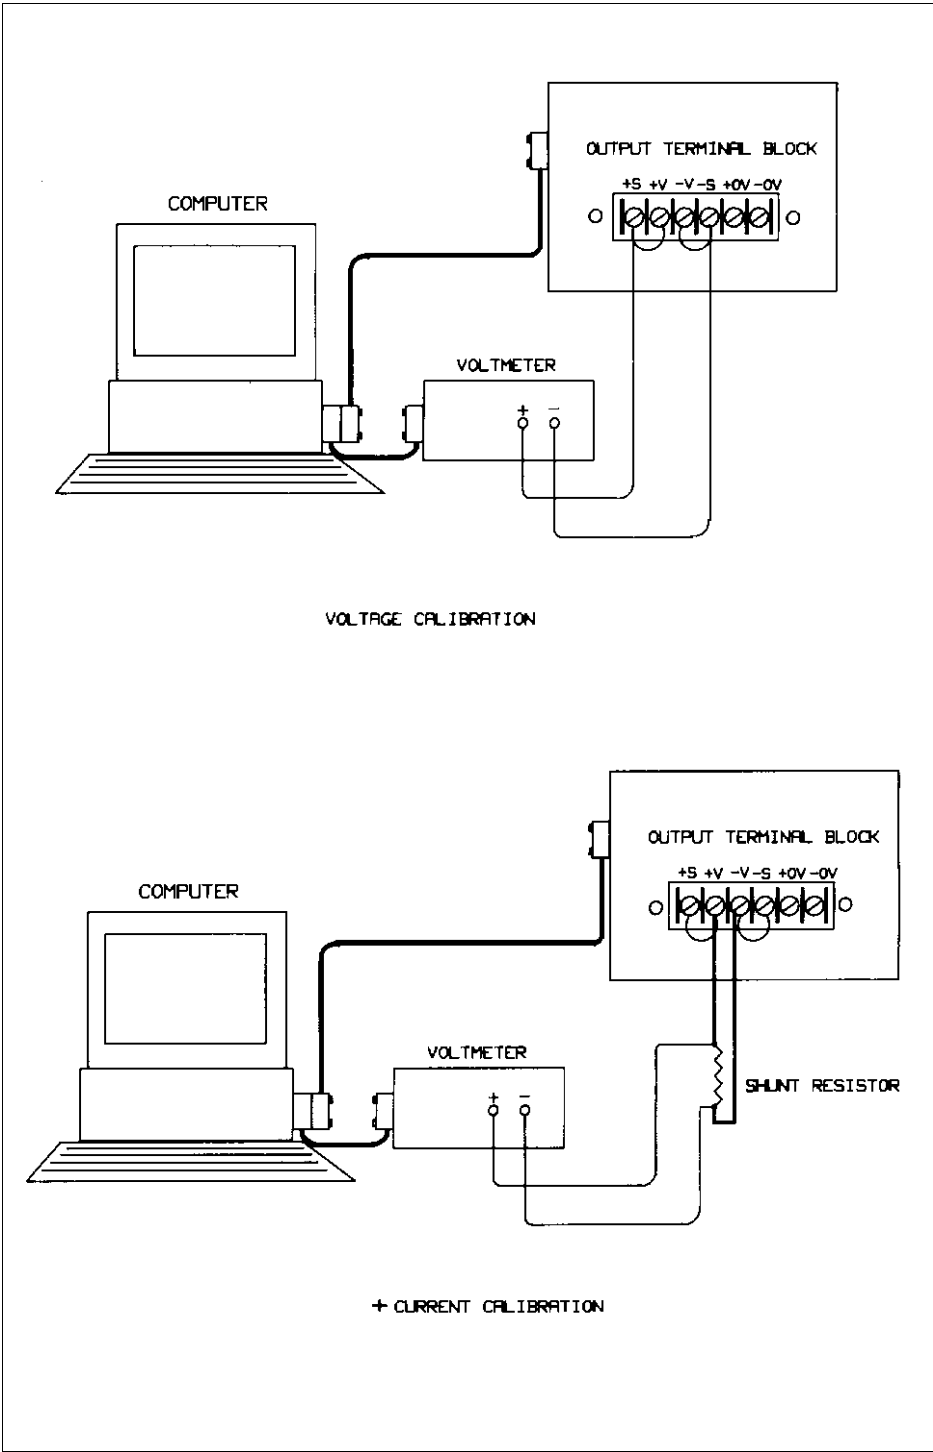 OUTPUT TERMINAL BLOCK
+S +V -V -S +OV -OV
COMPUTER
VOLTMETER
+ -
VOLTAGE CALIBRATION
OUTPUT TERMINAL BLOCK
+S +V -V -S +OV -OV
COMPUTER
VOLTMETER
+ -
SHUNT RESISTOR
+ CURRENT CALIBRATION